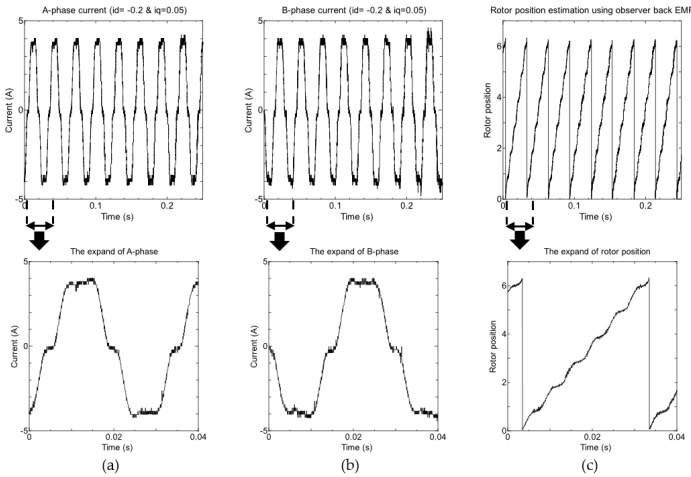 A-phase current (id= -0.2 & iq=0.05)
B-phase current (id= -0.2 & iq=0.05)
Rotor position estimation using observer back EMF
5
0
-5
Current (A)
0
0.1
0.2
Time (s)
5
0
-5
Current (A)
0
0.1
0.2
Time (s)
6
4
2
0
Rotor position
0
0.1
0.2
Time (s)
The expand of A-phase
The expand of B-phase
The expand of rotor position
5
0
-5
Current (A)
0
0.02
0.04
Time (s)
5
0
-5
Current (A)
0
0.02
0.04
Time (s)
6
4
2
0
Rotor position
0
0.02
0.04
Time (s)
(a)
(b)
(c)